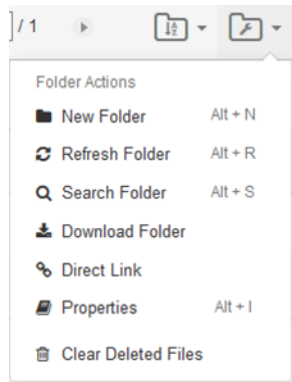 / 1
Folder Actions
New Folder Alt + N
Refresh Folder Alt + R
Search Folder Alt + S
Download Folder
Direct Link
Properties Alt + I
Clear Deleted Files